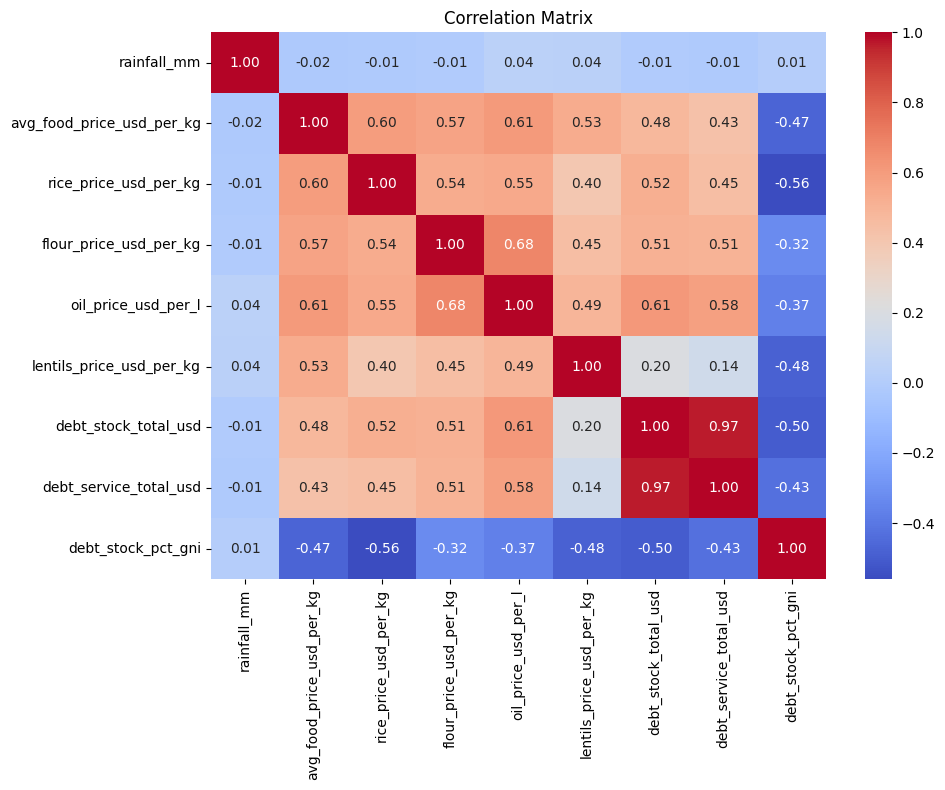 Correlation Matrix
rainfall_mm 1.00 -0.02 -0.01 -0.01 0.04 0.04 -0.01 -0.01 0.01
avg_food_price_usd_per_kg -0.02 1.00 0.60 0.57 0.61 0.53 0.48 0.43 -0.47
rice_price_usd_per_kg -0.01 0.60 1.00 0.54 0.55 0.40 0.52 0.45 -0.56
flour_price_usd_per_kg -0.01 0.57 0.54 1.00 0.68 0.45 0.51 0.51 -0.32
oil_price_usd_per_l 0.04 0.61 0.55 0.68 1.00 0.49 0.61 0.58 -0.37
lentils_price_usd_per_kg 0.04 0.53 0.40 0.45 0.49 1.00 0.20 0.14 -0.48
debt_stock_total_usd -0.01 0.48 0.52 0.51 0.61 0.20 1.00 0.97 -0.50
debt_service_total_usd -0.01 0.43 0.45 0.51 0.58 0.14 0.97 1.00 -0.43
debt_stock_pct_gni 0.01 -0.47 -0.56 -0.32 -0.37 -0.48 -0.50 -0.43 1.00
rainfall_mm
avg_food_price_usd_per_kg
rice_price_usd_per_kg
flour_price_usd_per_kg
oil_price_usd_per_l
lentils_price_usd_per_kg
debt_stock_total_usd
debt_service_total_usd
debt_stock_pct_gni
1.0
0.8
0.6
0.4
0.2
0.0
−0.2
−0.4